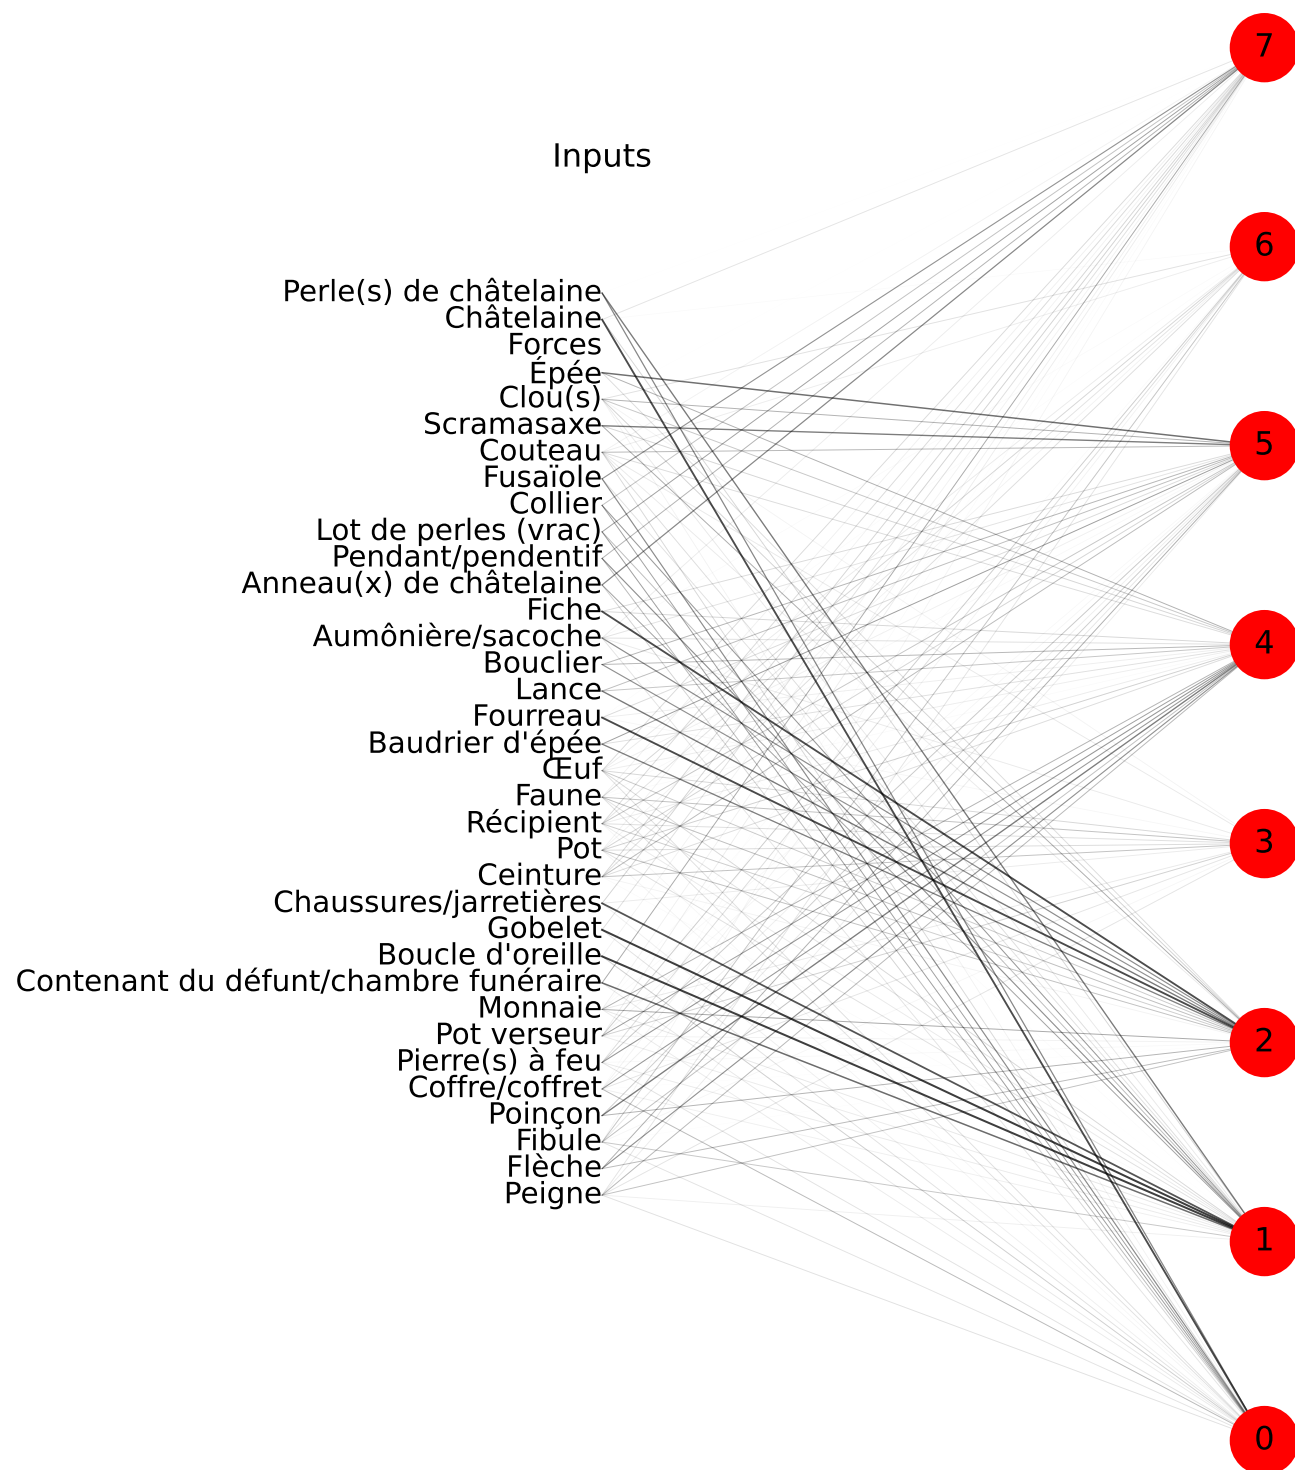 7
Inputs
6
Perle(s) de châtelaine
Châtelaine
Forces
Épée
Clou(s)
Scramasaxe
5
Couteau
Fusaïole
Collier
Lot de perles (vrac)
Pendant/pendentif
Anneau(x) de châtelaine
Fiche
Aumônière/sacoche
4
Bouclier
Lance
Fourreau
Baudrier d'épée
Œuf
Faune
Récipient
3
Pot
Ceinture
Chaussures/jarretières
Gobelet
Boucle d'oreille
Contenant du défunt/chambre funéraire
Monnaie
Pot verseur
2
Pierre(s) à feu
Coffre/coffret
Poinçon
Fibule
Flèche
Peigne
1
0